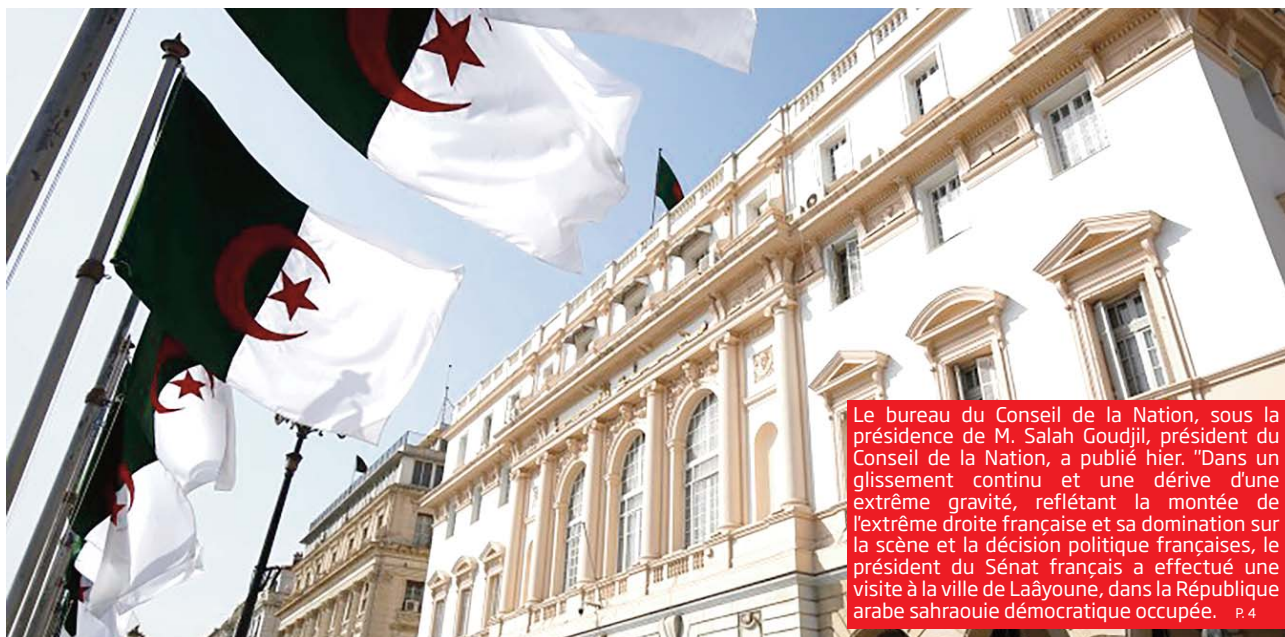 Le bureau du Conseil de la Nation, sous la
présidence de M. Salah Goudjil, président du
Conseil de la Nation, a publié hier. "Dans un
glissement continu et une dérive d'une
extrême gravité, reflétant la montée de
l'extrême droite française et sa domination sur
la scène et la décision politique françaises, le
président du Sénat français a effectué une
visite à la ville de Laâyoune, dans la République
arabe sahraouie démocratique occupée. P. 4